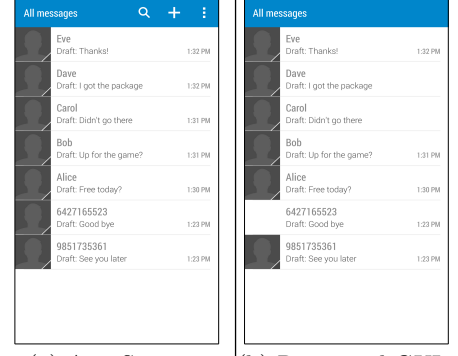 All messages
Eve
Draft: Thanks! 1:32 PM
Dave
Draft: I got the package 1:32 PM
Carol
Draft: Didn't go there 1:31 PM
Bob
Draft: Up for the game? 1:31 PM
Alice
Draft: Free today? 1:30 PM
6427165523
Draft: Good bye 1:23 PM
9851735361
Draft: See you later 1:23 PM
All messages
Eve
Draft: Thanks! 1:32 PM
Dave
Draft: I got the package
Carol
Draft: Didn't go there
Bob
Draft: Up for the game? 1:31 PM
Alice
Draft: Free today? 1:30 PM
6427165523
Draft: Good bye 1:23 PM
9851735361
Draft: See you later 1:23 PM